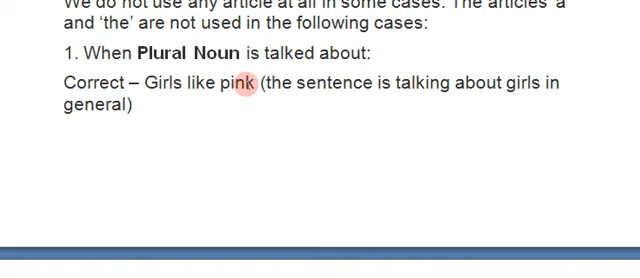 We do not use any article at all in some cases. The articles 'a'
and 'the' are not used in the following cases:
1. When Plural Noun is talked about:
Correct – Girls like pink (the sentence is talking about girls in
general)